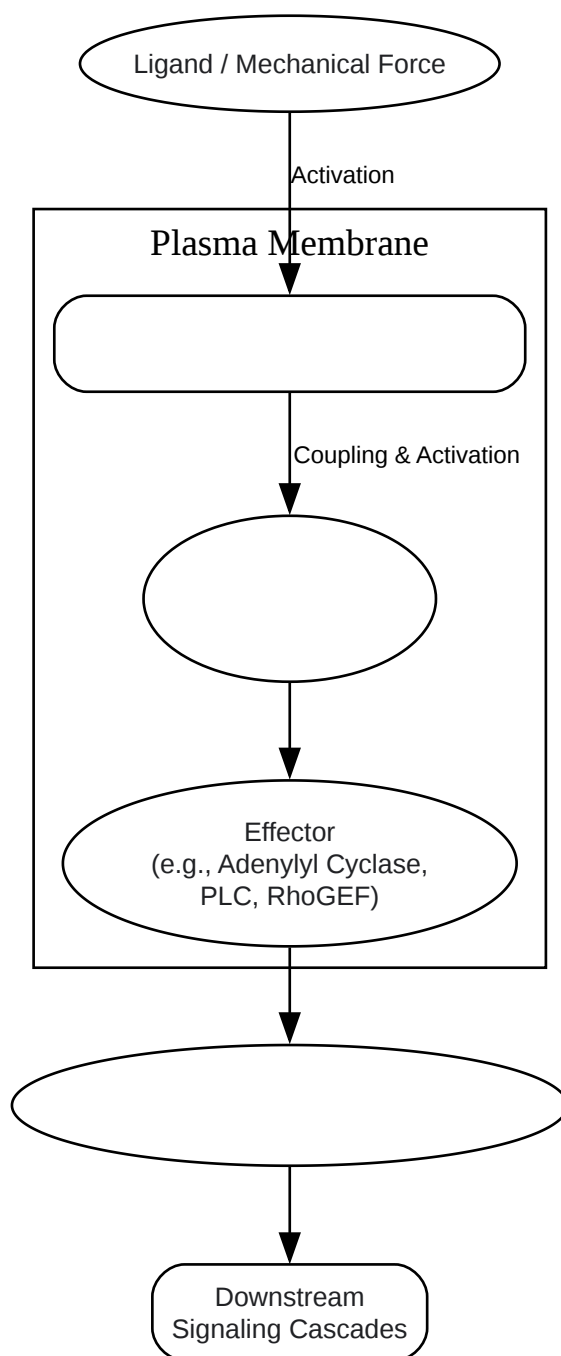 Ligand / Mechanical Force
Activation
Plasma Membrane
Coupling & Activation
Effector
(e.g., Adenylyl Cyclase,
PLC, RhoGEF)
Downstream
Signaling Cascades